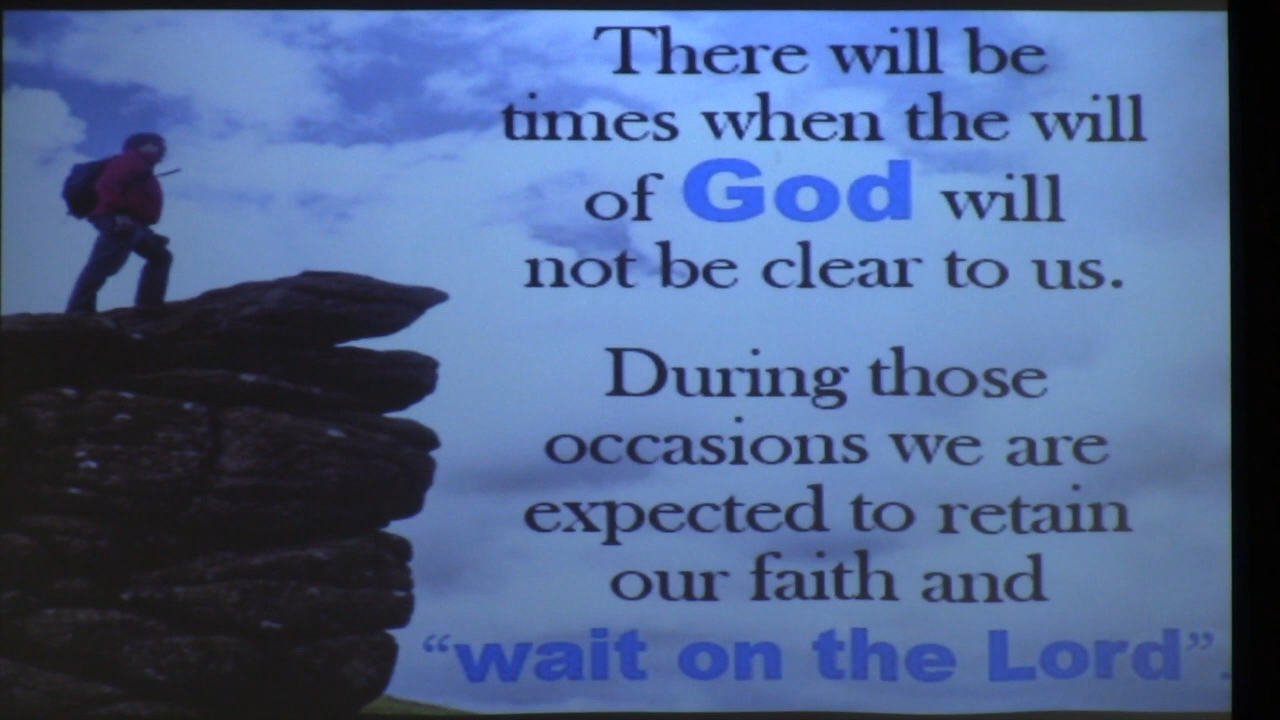 There will be
times when the will
of God will
not be clear to us.
During those
occasions we are
expected to retain
our faith and
“wait on the Lord”.